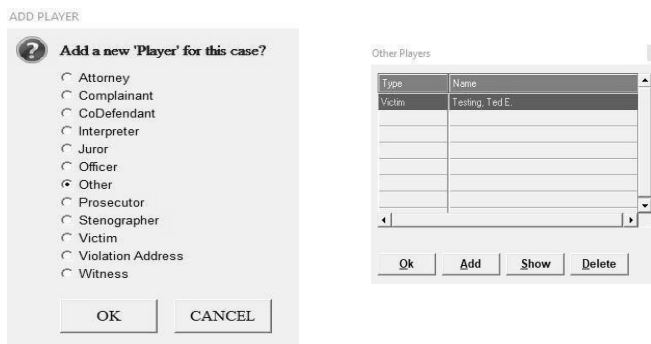 ADD PLAYER
Add a new 'Player' for this case?
Attorney
Complainant
CoDefendant
Interpreter
Juror
Officer
Other
Prosecutor
Stenographer
Victim
Violation Address
Witness
OK CANCEL
Other Players
Type Name
Victim Testing, Ted E.
Ok Add Show Delete